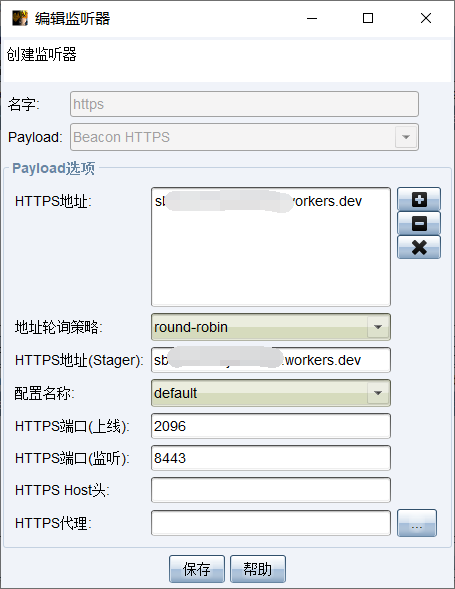 编辑监听器
创建监听器
名字: https
Payload: Beacon HTTPS
Payload选项
HTTPS地址: workers.dev
地址轮询策略: round-robin
HTTPS地址(Stager): sb .workers.dev
配置名称: default
HTTPS端口(上线): 2096
HTTPS端口(监听): 8443
HTTPS Host头:
HTTPS代理: ...
保存 帮助